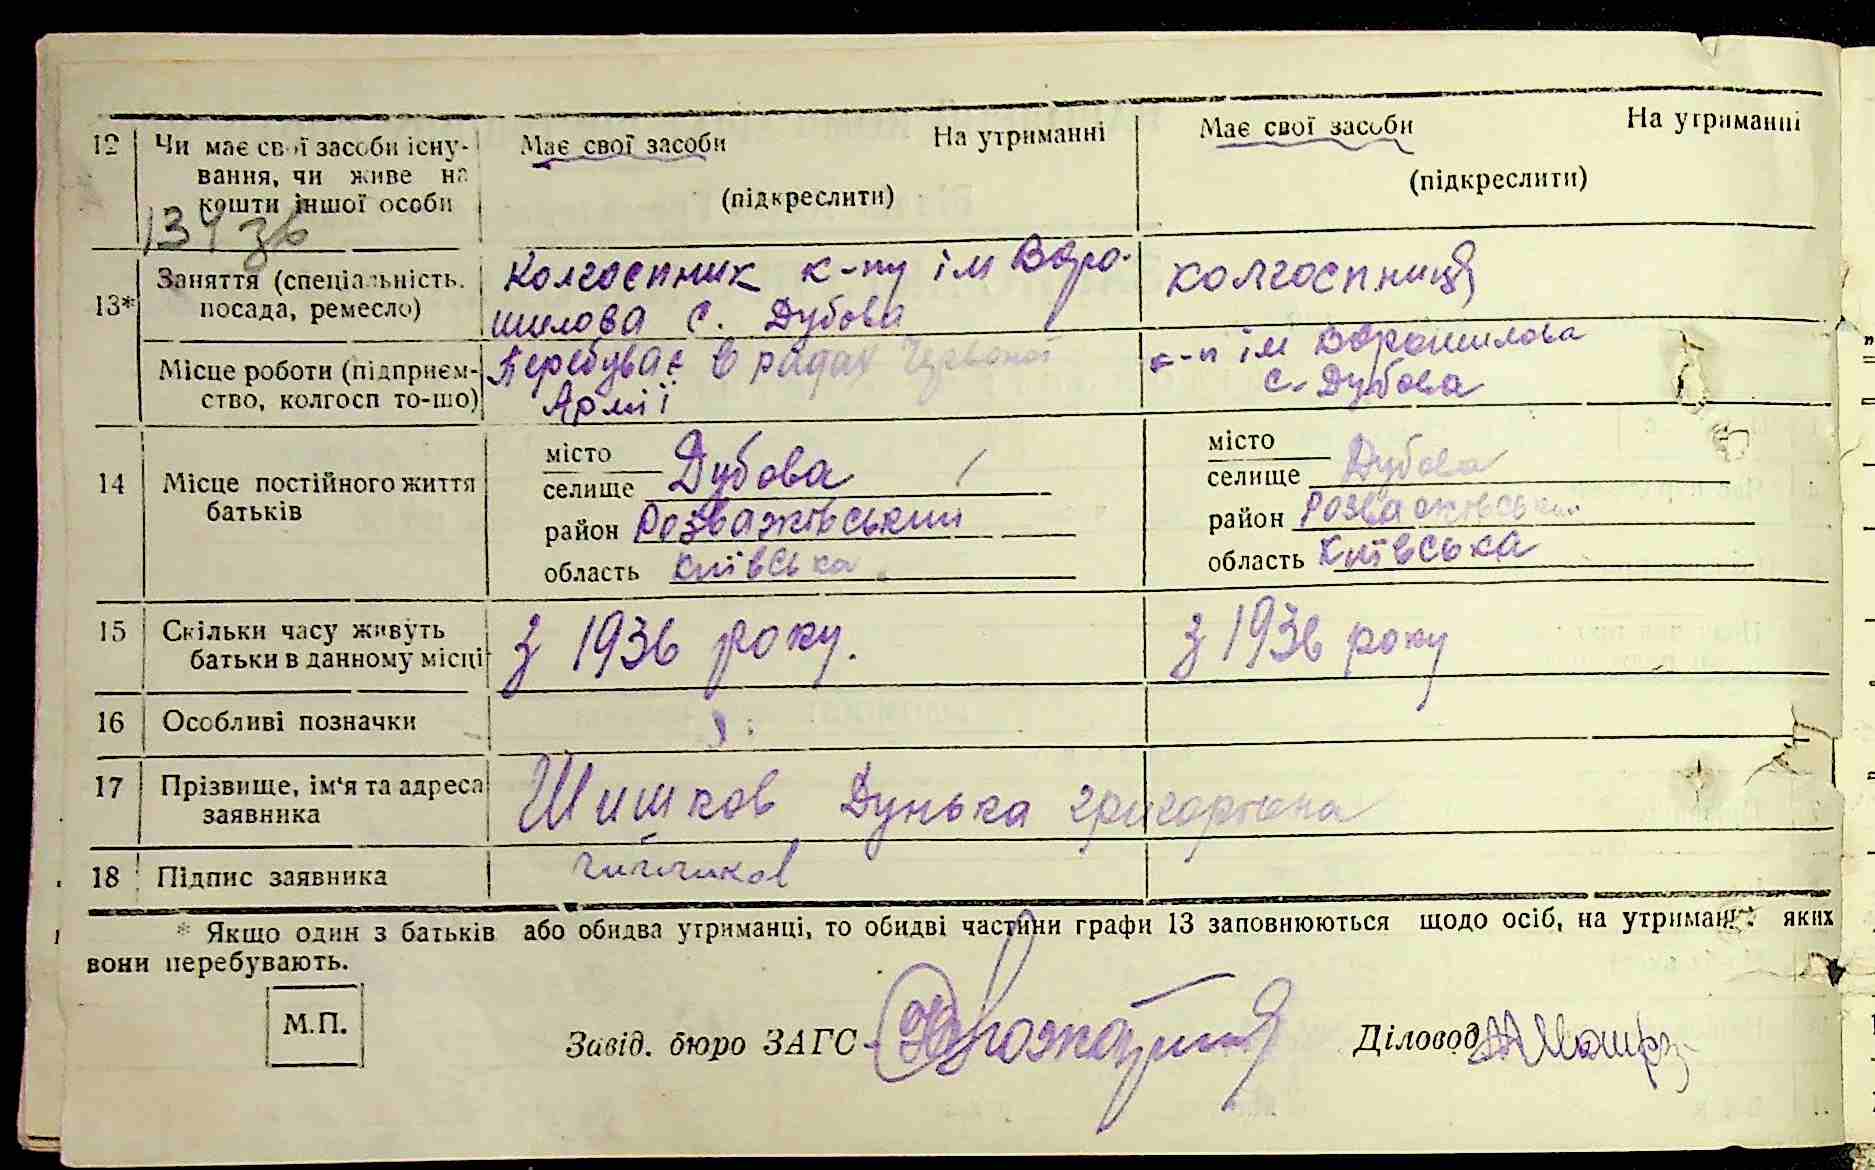 12 Чи має свої засоби існу-
вання, чи живе на
кошти іншої особи
Має свої засоби На утриманні
(підкреслити)
Має свої засоби На утриманні
(підкреслити)
134 зв
13* Заняття (спеціальність.
посада, ремесло)
Колгоспник к-пу ім Воро-
шилова с. Дубова
колгоспниця
Місце роботи (підприєм-
ство, колгосп то-що)
Перебуває в рядах Червоної
Армії
к-п ім Ворошилова
с. Дубова
14 Місце постійного життя
батьків
місто
селище Дубова
район Розважівський
область Київська
місто
селище Дубова
район Розважівський
область Київська
15 Скільки часу живуть
батьки в данному місці
З 1936 року.
З 1936 року
16 Особливі позначки
17 Прізвище, ім'я та адреса
заявника
Шишков Дунька Григорівна
18 Підпис заявника
* Якщо один з батьків або обидва утриманці, то обидві частини графи 13 заповнюються щодо осіб, на утриманні яких
вони перебувають.
М.П.
Завід. бюро ЗАГС
Діловод